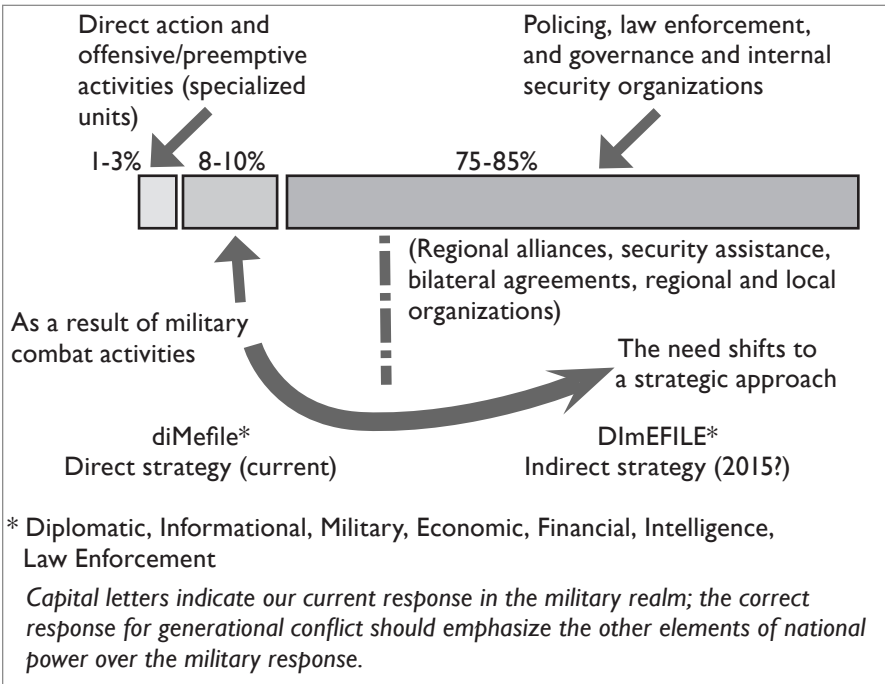 Direct action and
offensive/preemptive
activities (specialized
units)
Policing, law enforcement,
and governance and internal
security organizations
1-3%
8-10%
75-85%
(Regional alliances, security assistance,
bilateral agreements, regional and local
organizations)
As a result of military
combat activities
The need shifts to
a strategic approach
diMefile*
Direct strategy (current)
DImEFILE*
Indirect strategy (2015?)
* Diplomatic, Informational, Military, Economic, Financial, Intelligence,
Law Enforcement
Capital letters indicate our current response in the military realm; the correct
response for generational conflict should emphasize the other elements of national
power over the military response.